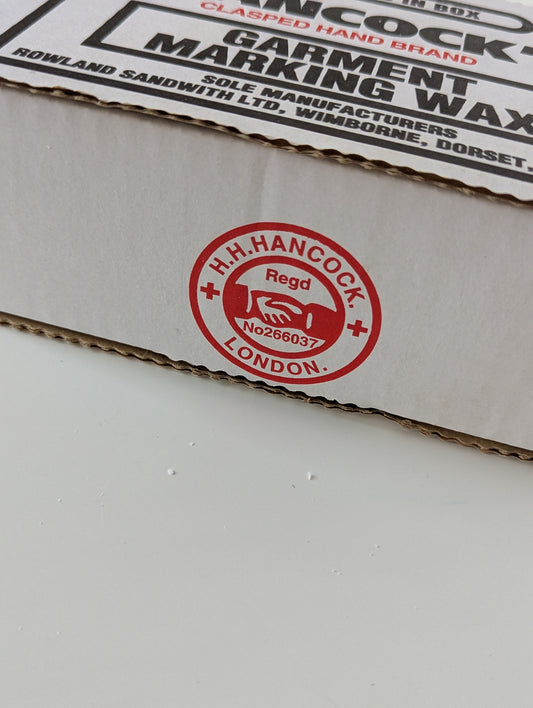 IN BOX
ANCOCK'
CLASPED HAND BRAND
GARMENT
MARKING WAX
SOLE MANUFACTURERS
ROWLAND SANDWITH LTD, WIMBORNE, DORSET,
H.H.HANCOCK.
Regd
No266037
LONDON.